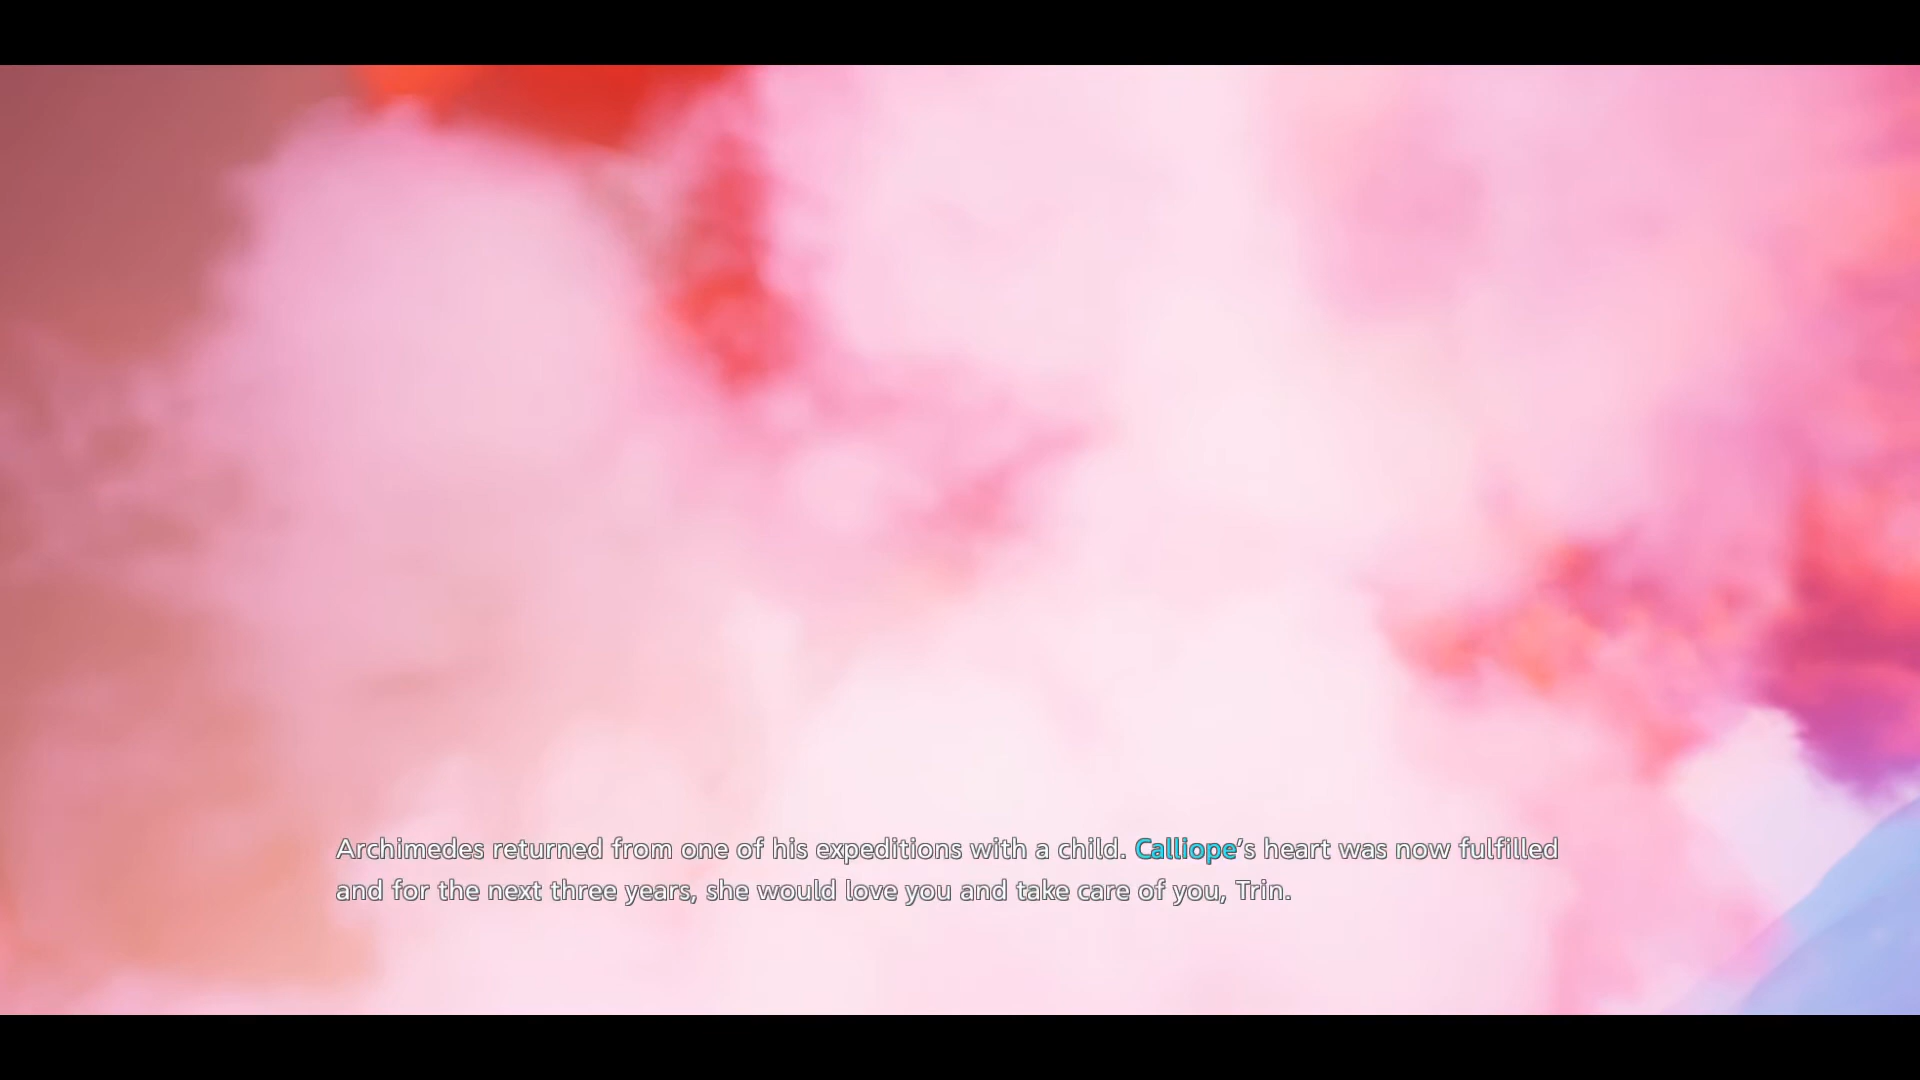 Archimedes returned from one of his expeditions with a child. Calliope’s heart was now fulfilled
and for the next three years, she would love you and take care of you, Trin.